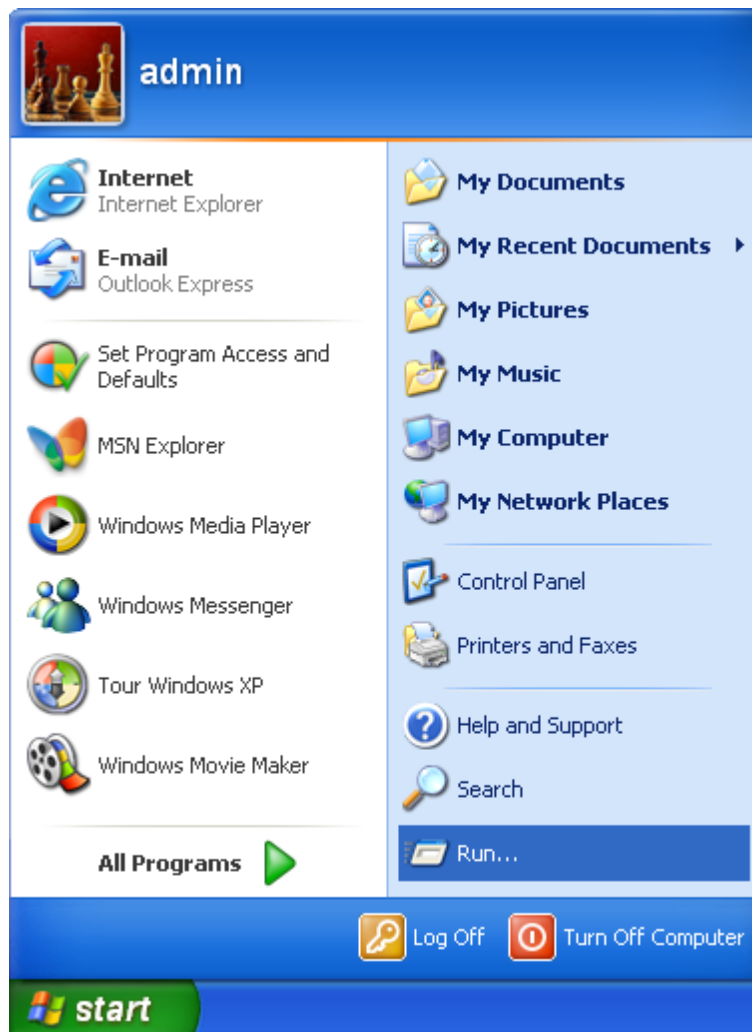 admin
Internet
Internet Explorer
E-mail
Outlook Express
Set Program Access and
Defaults
MSN Explorer
Windows Media Player
Windows Messenger
Tour Windows XP
Windows Movie Maker
All Programs
My Documents
My Recent Documents
My Pictures
My Music
My Computer
My Network Places
Control Panel
Printers and Faxes
Help and Support
Search
Run...
Log Off
Turn Off Computer
start